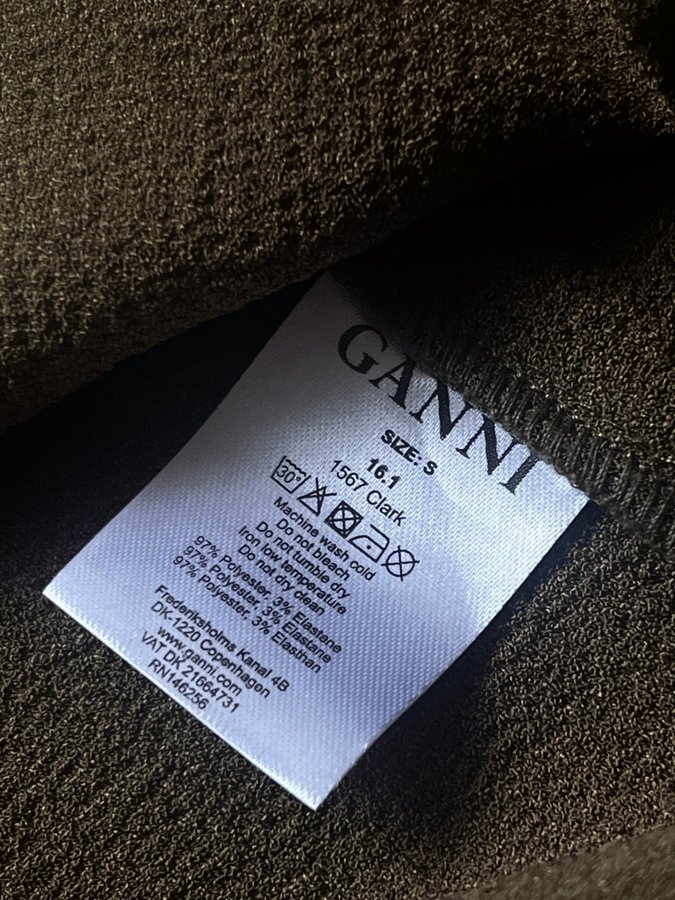 GANNI
SIZE: S
16.1
1567 Clark
30°
Machine wash cold
Do not bleach
Do not tumble dry
Iron low temperature
Do not dry clean
97% Polyester, 3% Elastene
97% Polyester, 3% Elastane
97% Polyester, 3% Elasthan
Frederiksholms Kanal 4B
DK-1220 Copenhagen
www.ganni.com
VAT DK 21664731
RN146256